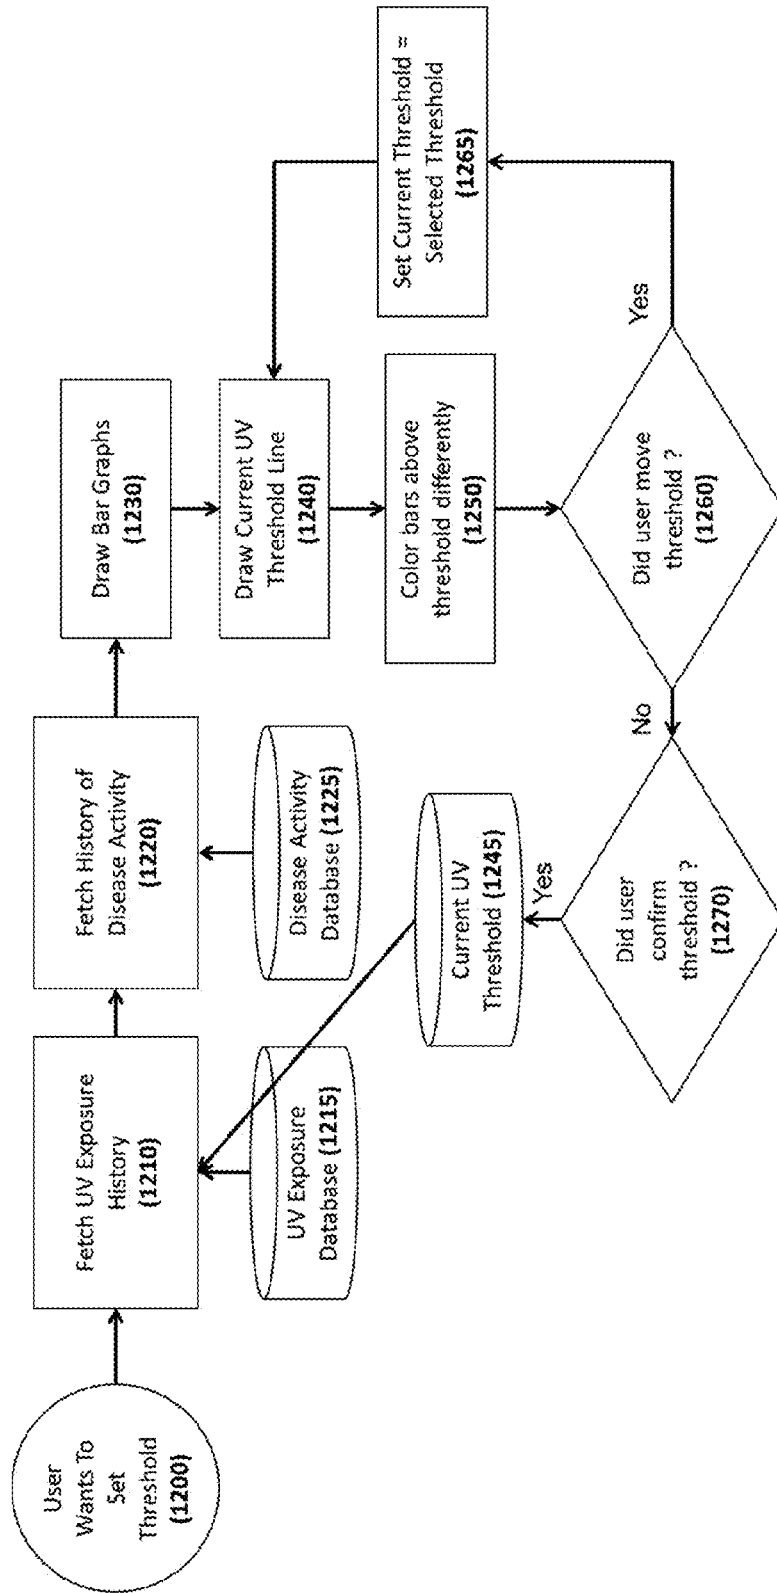 User
Wants To
Set
Threshold
(1200)
Fetch UV Exposure
History
(1210)
UV Exposure
Database (1215)
Fetch History of
Disease Activity
(1220)
Disease Activity
Database (1225)
Draw Bar Graphs
(1230)
Draw Current UV
Threshold Line
(1240)
Color bars above
threshold differently
(1250)
Did user move
threshold ?
(1260)
Yes
Set Current Threshold =
Selected Threshold
(1265)
No
Did user
confirm
threshold ?
(1270)
Yes
Current UV
Threshold (1245)